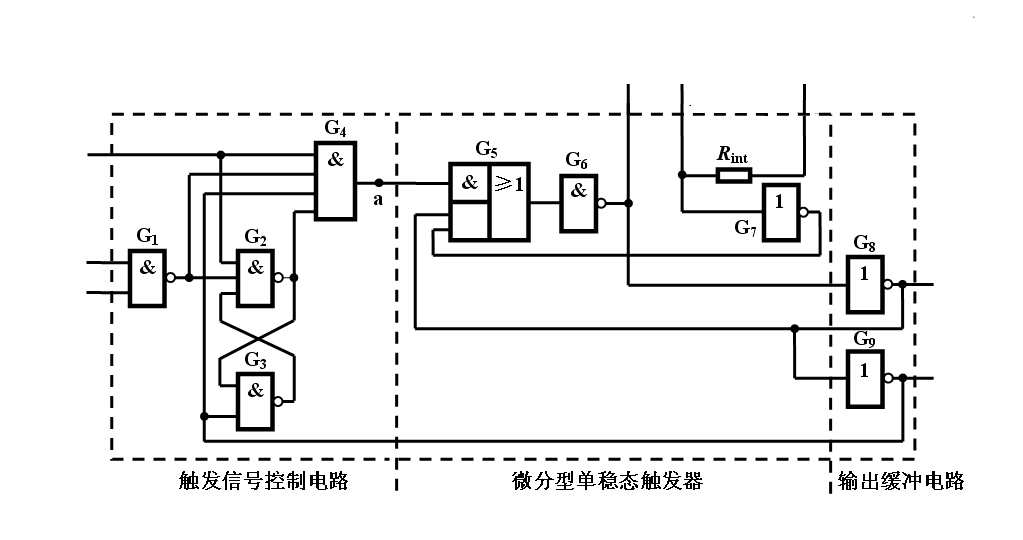 G4
&
a
G5
&
≥1
G6
&
Rint
1
G7
G1
&
G2
&
G3
&
G8
1
G9
1
触发信号控制电路
微分型单稳态触发器
输出缓冲电路